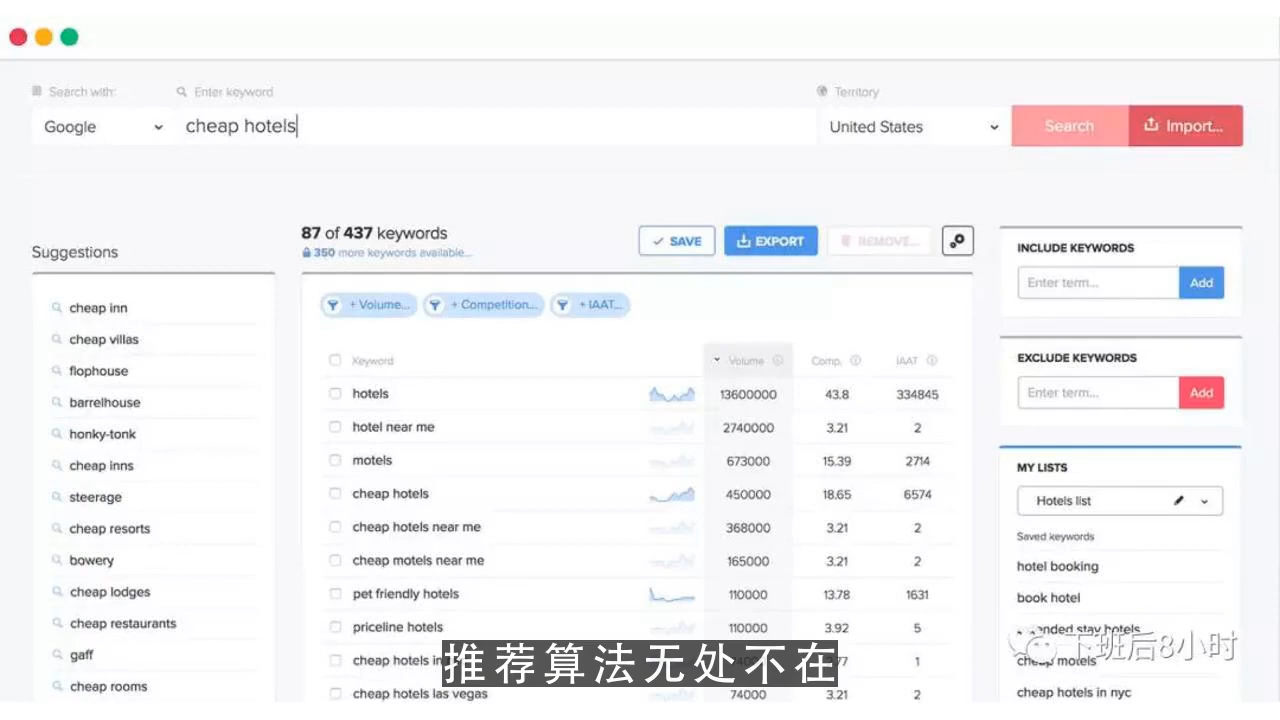 Search with:
Enter keyword
Territory
Google
cheap hotels
United States
Search
Import...
Suggestions
cheap inn
cheap villas
flophouse
barrelhouse
honky-tonk
cheap inns
steerage
cheap resorts
bowery
cheap lodges
cheap restaurants
gaff
cheap rooms
87 of 437 keywords
350 more keywords available...
SAVE
EXPORT
REMOVE...
+ Volume...
+ Competition...
+ IAAT...
Keyword Volume Comp. IAAT
hotels 13600000 43.8 334845
hotel near me 2740000 3.21 2
motels 673000 15.39 2714
cheap hotels 450000 18.65 6574
cheap hotels near me 368000 3.21 2
cheap motels near me 165000 3.21 2
pet friendly hotels 110000 13.78 1631
priceline hotels 110000 3.92 5
cheap hotels in 1
cheap hotels las vegas 74000 3.21 2
INCLUDE KEYWORDS
Enter term...
Add
EXCLUDE KEYWORDS
Enter term...
Add
MY LISTS
Hotels list
Saved keywords
hotel booking
book hotel
stay hotels
motels
cheap hotels in nyc
下班后8小时
推荐算法无处不在